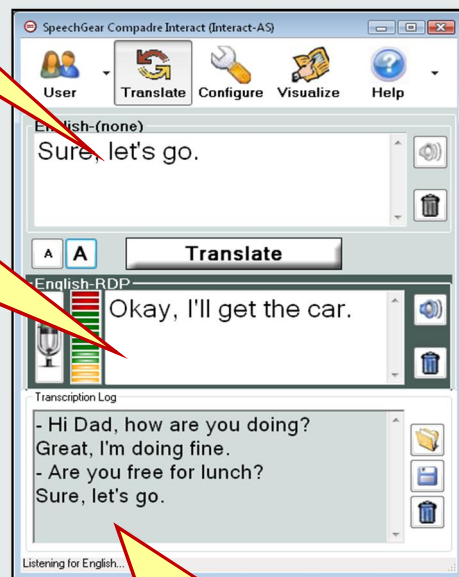 SpeechGear Compadre Interact (Interact-AS)
User Translate Configure Visualize Help
English-(none)
Sure, let's go.
A A Translate
English-RDP
Okay, I'll get the car.
Transcription Log
- Hi Dad, how are you doing?
Great, I'm doing fine.
- Are you free for lunch?
Sure, let's go.
Listening for English...